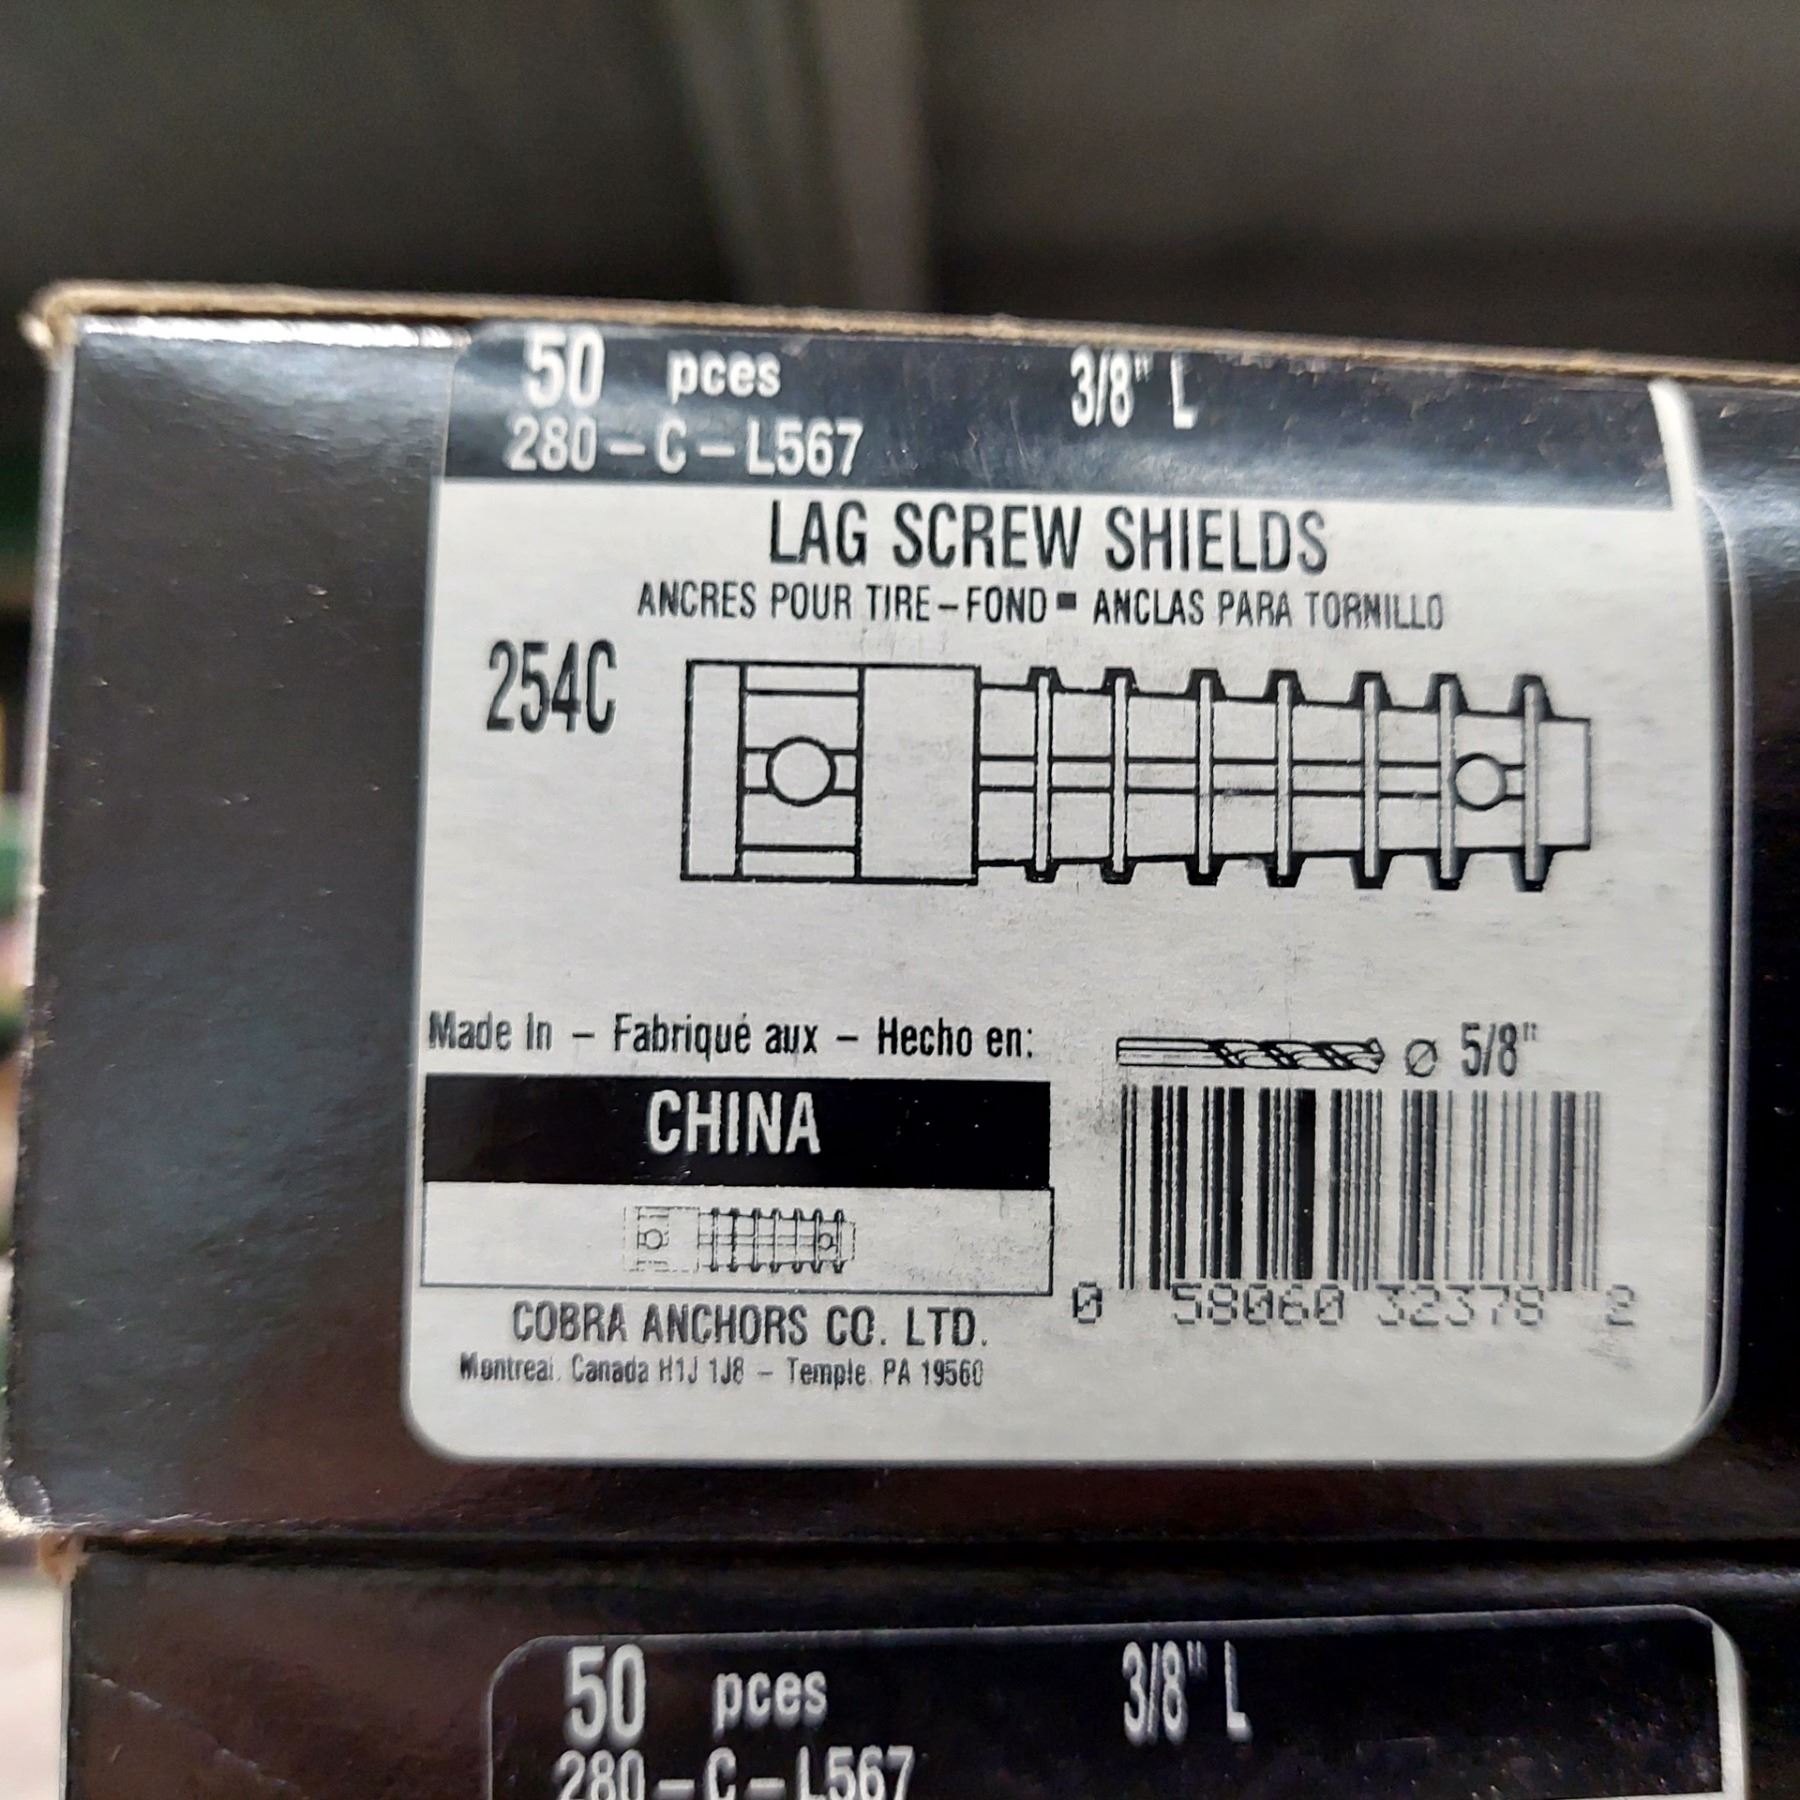 50 pces 3/8" L
280-C-L567
LAG SCREW SHIELDS
ANCRES POUR TIRE-FOND ▪ ANCLAS PARA TORNILLO
254C
Made In - Fabriqué aux - Hecho en:
Ø 5/8"
CHINA
0 58060 32378 2
COBRA ANCHORS CO. LTD.
Montreal, Canada H1J 1J8 - Temple, PA 19560
50 pces 3/8" L
280-C-L567